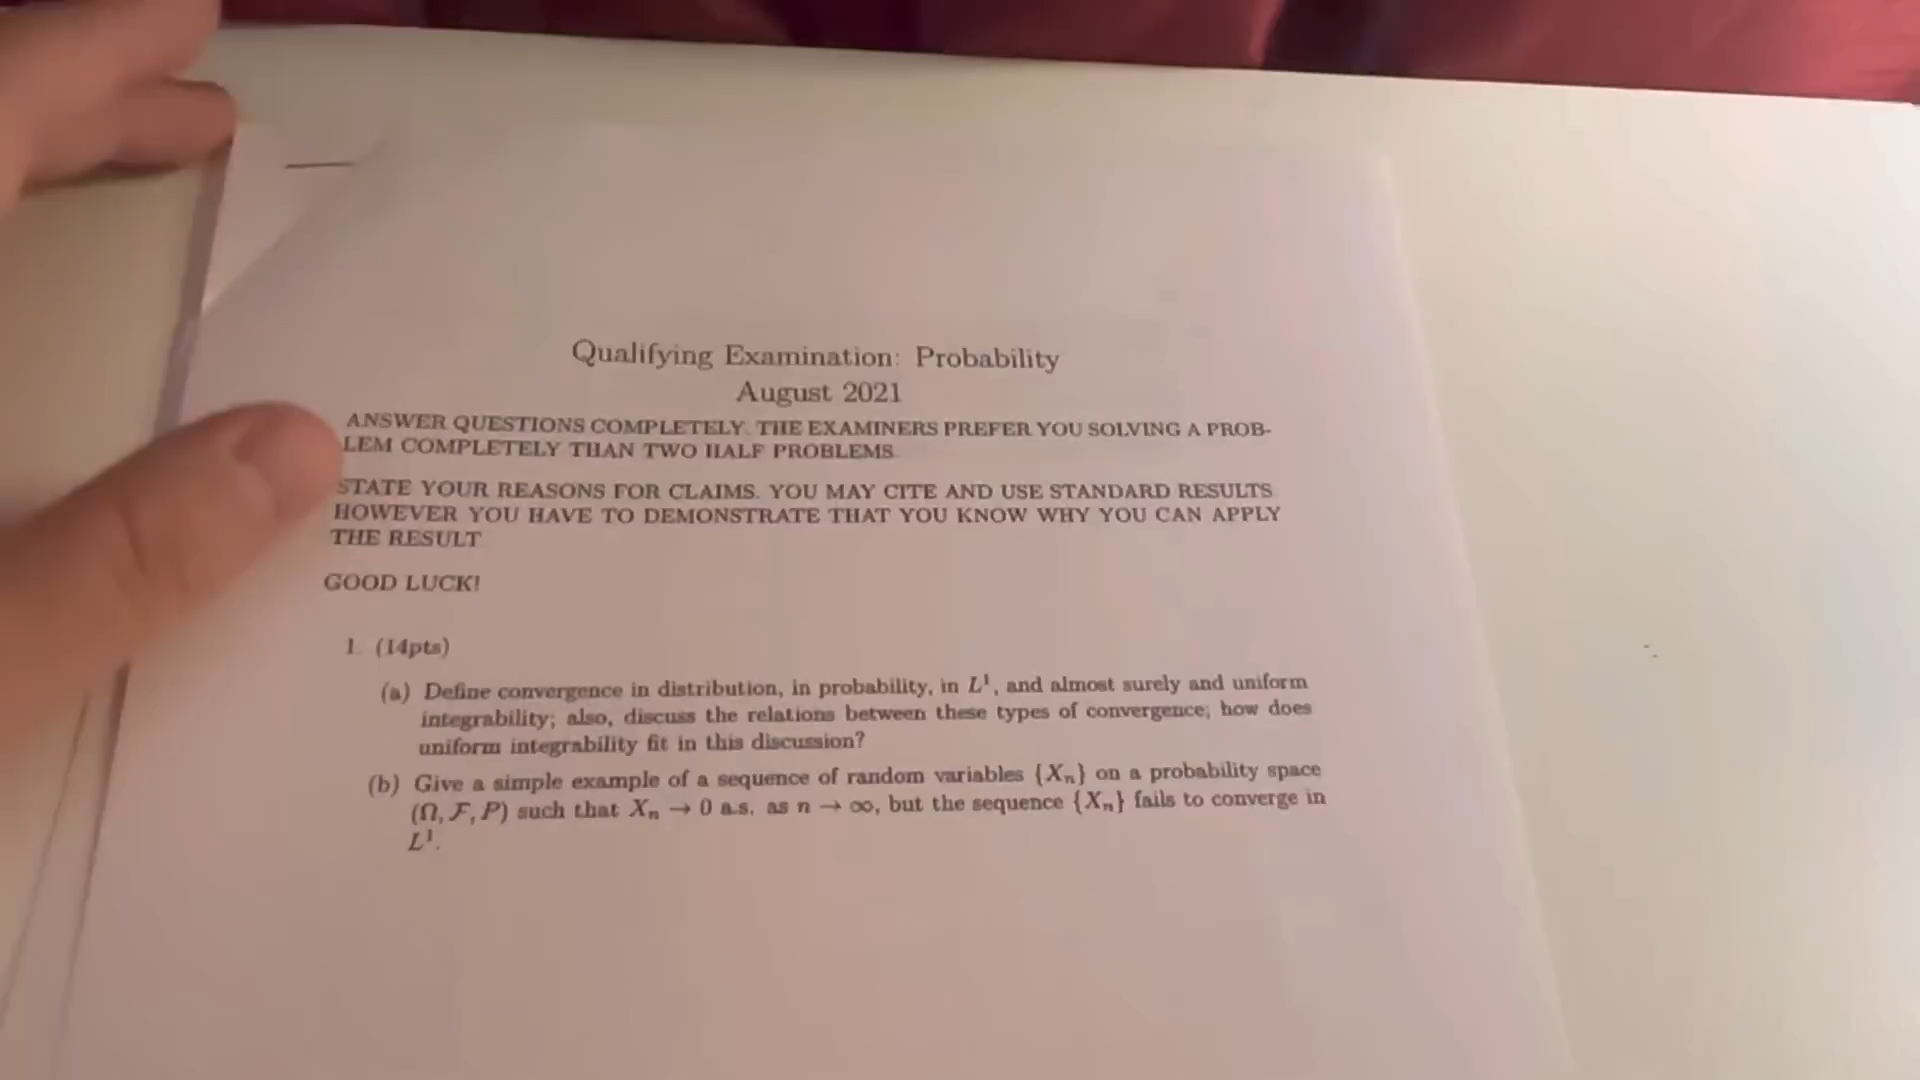 Qualifying Examination: Probability
August 2021
ANSWER QUESTIONS COMPLETELY. THE EXAMINERS PREFER YOU SOLVING A PROB-
LEM COMPLETELY THAN TWO HALF PROBLEMS.
STATE YOUR REASONS FOR CLAIMS. YOU MAY CITE AND USE STANDARD RESULTS.
HOWEVER YOU HAVE TO DEMONSTRATE THAT YOU KNOW WHY YOU CAN APPLY
THE RESULT
GOOD LUCK!
1. (14pts)
(a) Define convergence in distribution, in probability, in L¹, and almost surely and uniform
integrability; also, discuss the relations between these types of convergence; how does
uniform integrability fit in this discussion?
(b) Give a simple example of a sequence of random variables {Xₙ} on a probability space
(Ω, ℱ, P) such that Xₙ → 0 a.s. as n → ∞, but the sequence {Xₙ} fails to converge in
L¹.